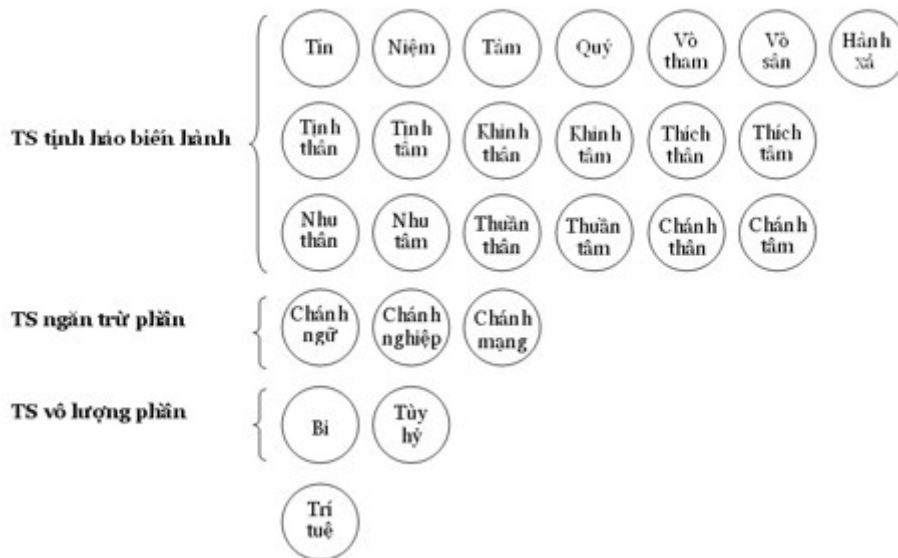 Tín Niệm Tàm Quý Vô tham Vô sân Hành xả
TS tịnh hảo biến hành
Tịnh thân Tịnh tâm Khinh thân Khinh tâm Thích thân Thích tâm
Nhu thân Nhu tâm Thuần thân Thuần tâm Chánh thân Chánh tâm
TS ngăn trừ phần
Chánh ngữ Chánh nghiệp Chánh mạng
TS vô lượng phần
Bi Tùy hỷ
Trí tuệ